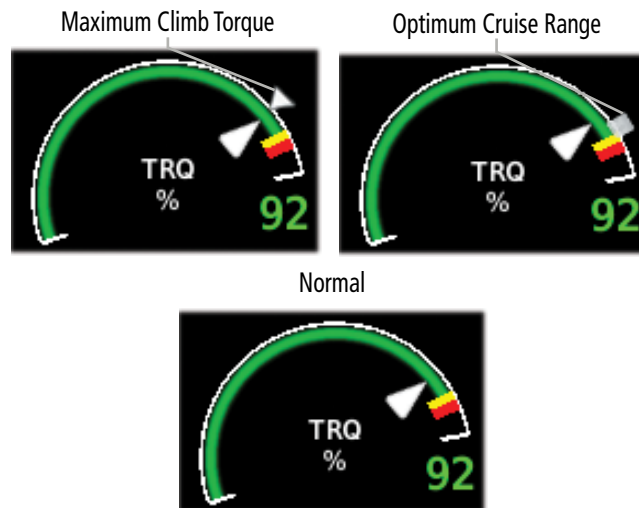 Maximum Climb Torque
Optimum Cruise Range
TRQ
%
92
TRQ
%
92
Normal
TRQ
%
92